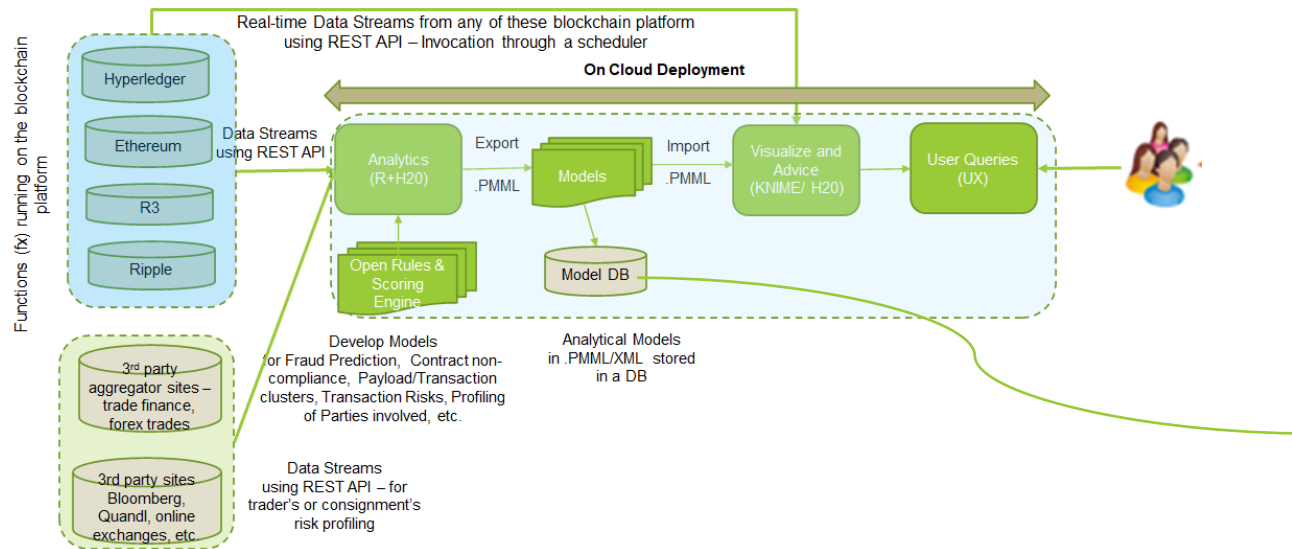 Real-time Data Streams from any of these blockchain platform
using REST API – Invocation through a scheduler
On Cloud Deployment
Functions (fx) running on the blockchain
platform
Hyperledger
Ethereum
R3
Ripple
Data Streams
using REST API
Analytics
(R+H20)
Export
.PMML
Models
Import
.PMML
Visualize and
Advice
(KNIME/ H20)
User Queries
(UX)
Open Rules &
Scoring
Engine
Model DB
Develop Models
for Fraud Prediction, Contract non-
compliance, Payload/Transaction
clusters, Transaction Risks, Profiling
of Parties involved, etc.
Analytical Models
in .PMML/XML stored
in a DB
3rd party
aggregator sites –
trade finance,
forex trades
3rd party sites
Bloomberg,
Quandl, online
exchanges, etc.
Data Streams
using REST API – for
trader's or consignment's
risk profiling